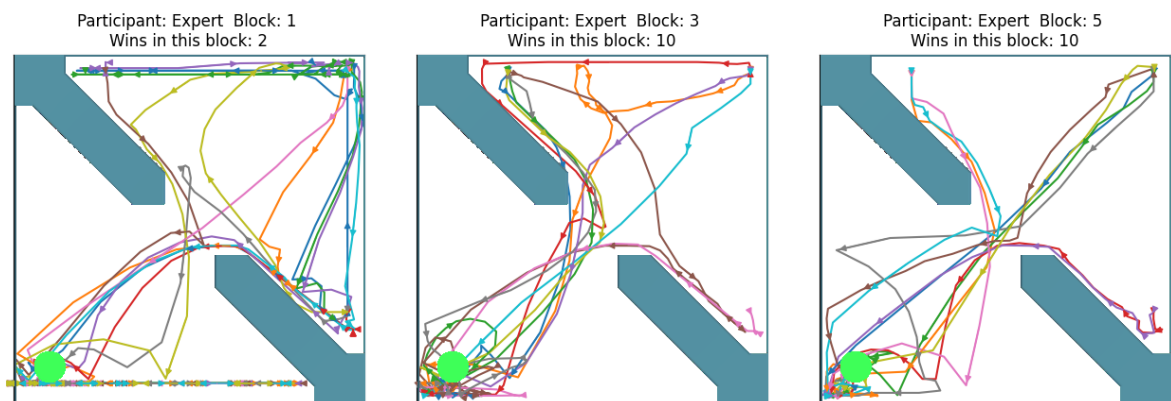 Participant: Expert  Block: 1
Wins in this block: 2
Participant: Expert  Block: 3
Wins in this block: 10
Participant: Expert  Block: 5
Wins in this block: 10